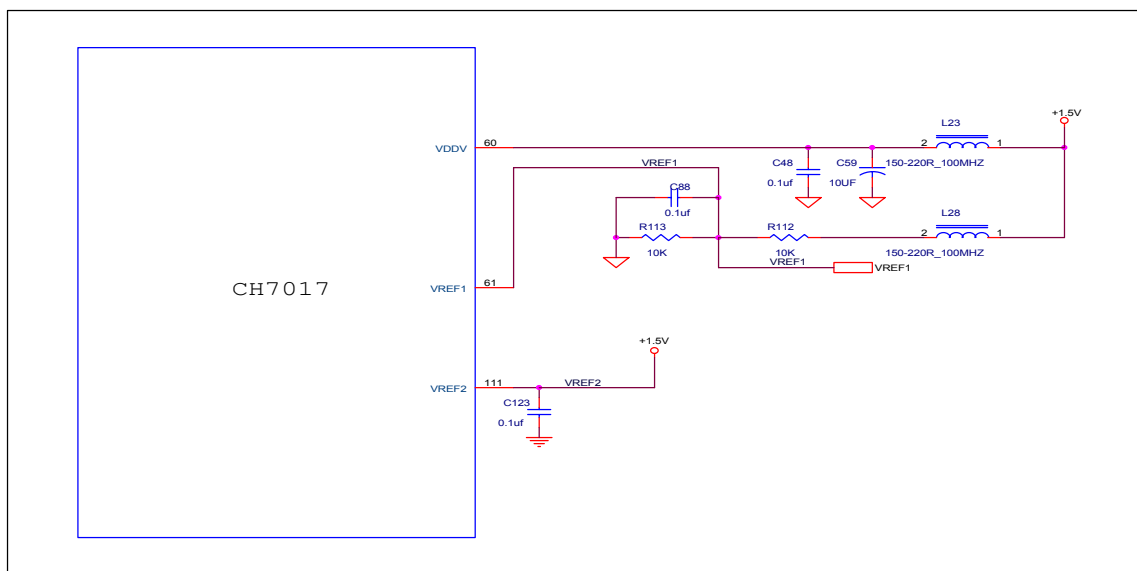 +1.5V
L23
60
2
1
VDDV
VREF1
C48
C59
150-220R_100MHZ
0.1uf
10UF
C88
0.1uf
L28
R113
R112
2
1
10K
10K
150-220R_100MHZ
VREF1
VREF1
61
VREF1
CH7017
+1.5V
111
VREF2
VREF2
C123
0.1uf